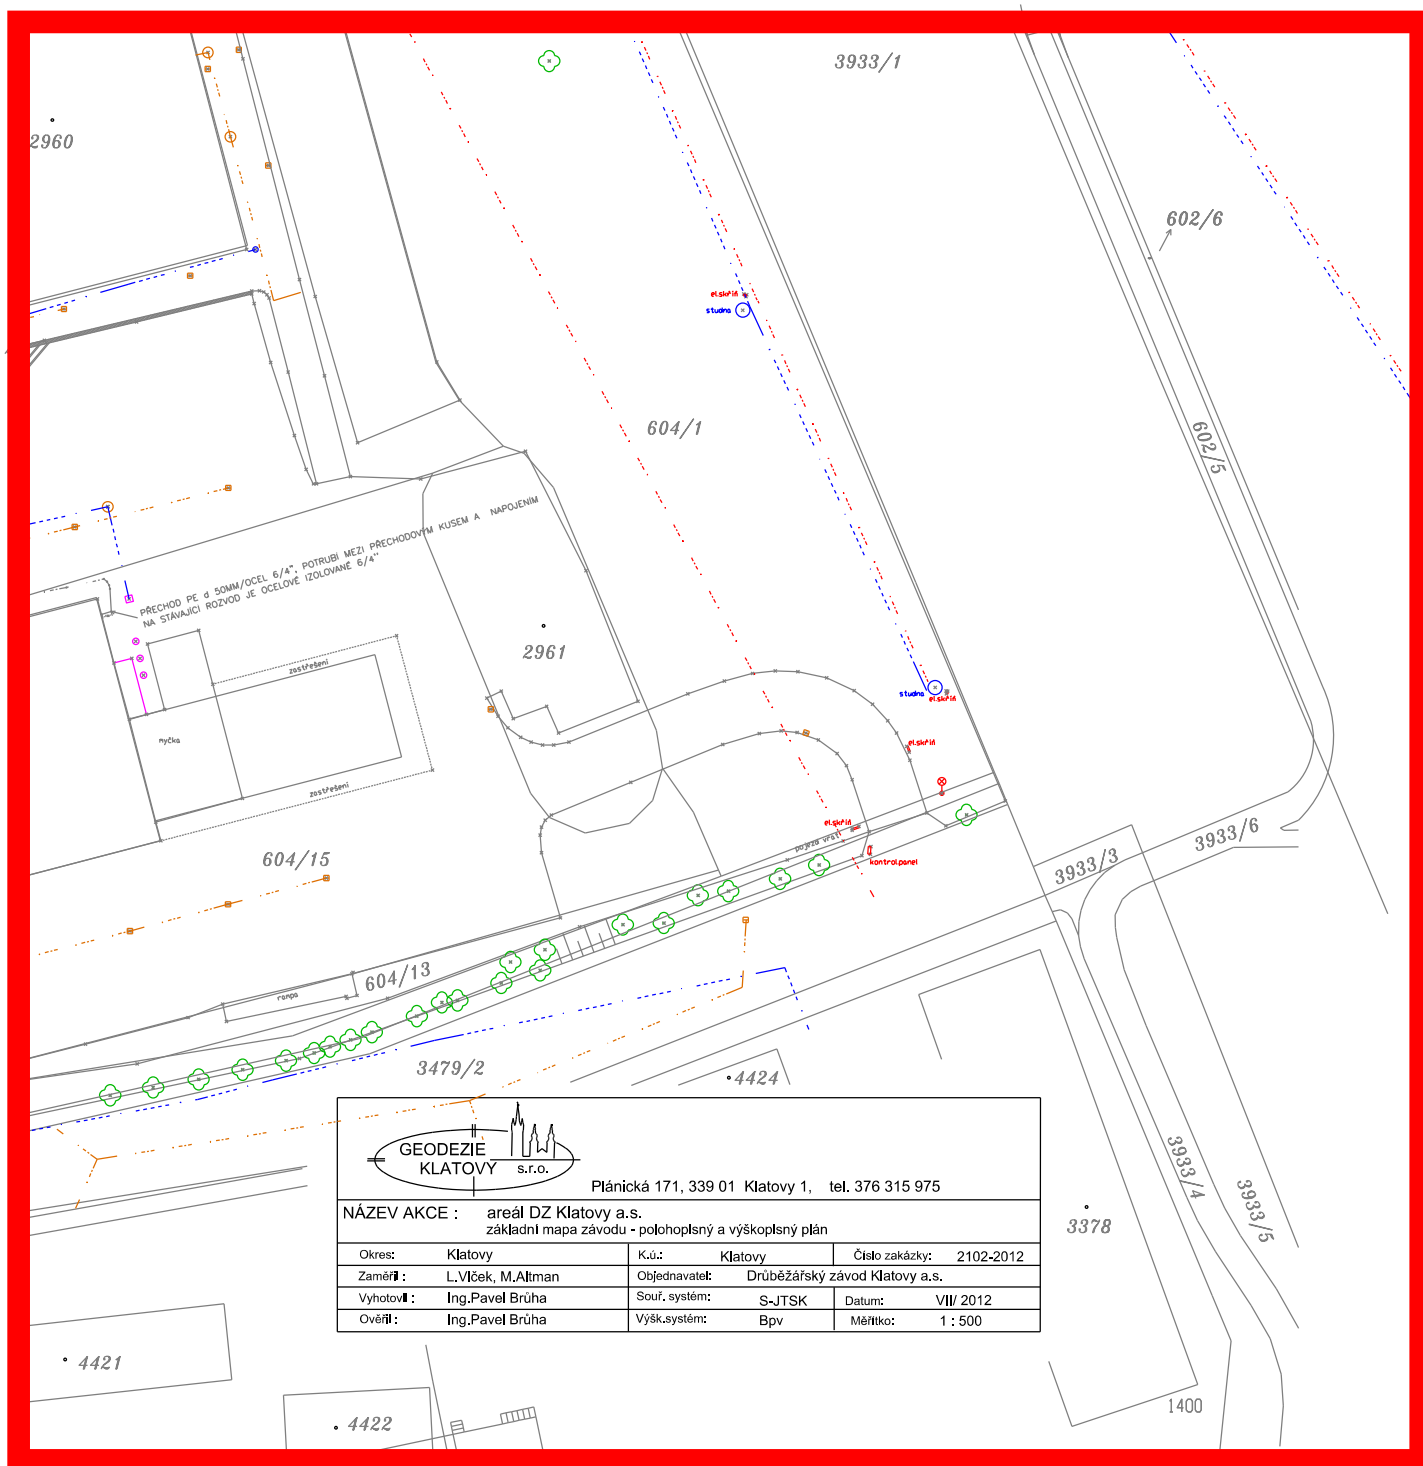 3933/1
2960
602/6
el.skříň
studna
604/1
602/5
PŘECHOD PE d 50MM/OCEL 6/4", POTRUBÍ MEZI PŘECHODOVÝM KUSEM A NAPOJENÍM
NA STÁVAJÍCÍ ROZVOD JE OCELOVÉ IZOLOVANÉ 6/4"
2961
zastřešení
studna
el.skříň
myčka
el.skříň
zastřešení
el.skříň
pojezd vrat
kontrolpanel
604/15
3933/6
3933/3
604/13
rampa
3479/2
4424
GEODEZIE
KLATOVY s.r.o.
Plánická 171, 339 01 Klatovy 1, tel. 376 315 975
NÁZEV AKCE : areál DZ Klatovy a.s.
základní mapa závodu - polohopisný a výškopisný plán
Okres: Klatovy K.ú.: Klatovy Číslo zakázky: 2102-2012
Zaměřil : L.Vlček, M.Altman Objednavatel: Drůbežářský závod Klatovy a.s.
Vyhotovil : Ing.Pavel Brůha Souř. systém: S-JTSK Datum: VII/ 2012
Ověřil : Ing.Pavel Brůha Výšk.systém: Bpv Měřítko: 1 : 500
3933/4
3933/5
3378
4421
4422
1400